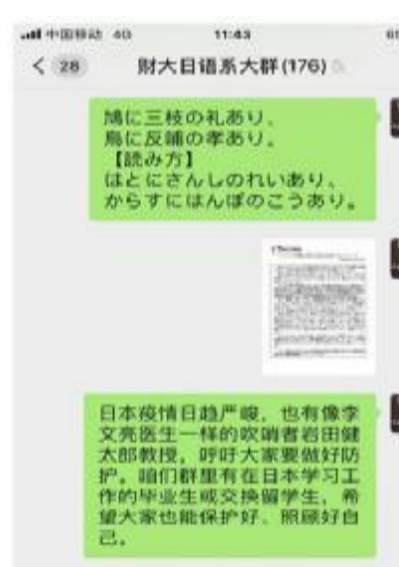 中国移动 4G 11:43
< 28 财大日语系大群(176)
鳩に三枝の礼あり、
烏に反哺の孝あり。
【読み方】
はとにさんしのれいあり、
からすにはんぽのこうあり。
日本疫情日趋严峻，也有像李
文亮医生一样的吹哨者岩田健
太郎教授，呼吁大家要做好防
护。咱们群里有在日本学习工
作的毕业生或交换留学生，希
望大家也能保护好、照顾好自
己。